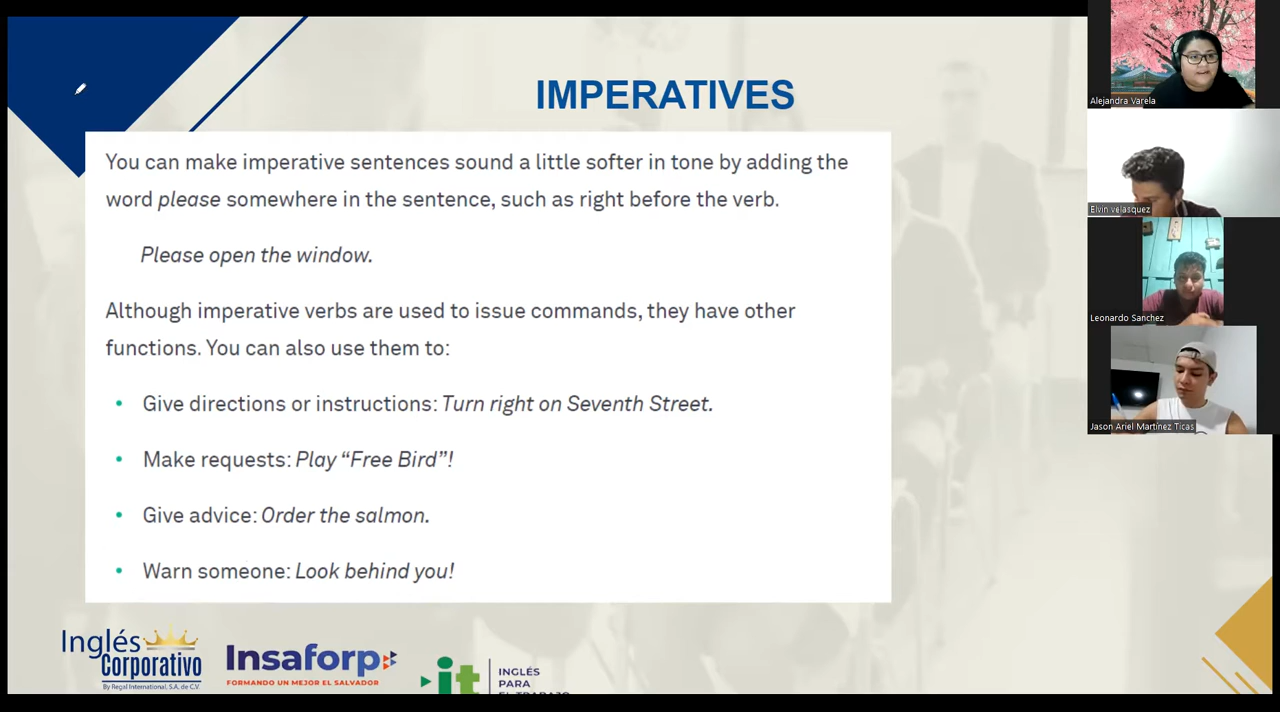 IMPERATIVES
You can make imperative sentences sound a little softer in tone by adding the
word please somewhere in the sentence, such as right before the verb.
Please open the window.
Although imperative verbs are used to issue commands, they have other
functions. You can also use them to:
• Give directions or instructions: Turn right on Seventh Street.
• Make requests: Play “Free Bird”!
• Give advice: Order the salmon.
• Warn someone: Look behind you!
Inglés
Corporativo
By Regal International, S.A. de C.V.
Insaforp
FORMANDO UN MEJOR EL SALVADOR
it
INGLÉS
PARA
EL TRABAJO
Alejandra Varela
Elvin velasquez
Leonardo Sanchez
Jason Ariel Martínez Ticas